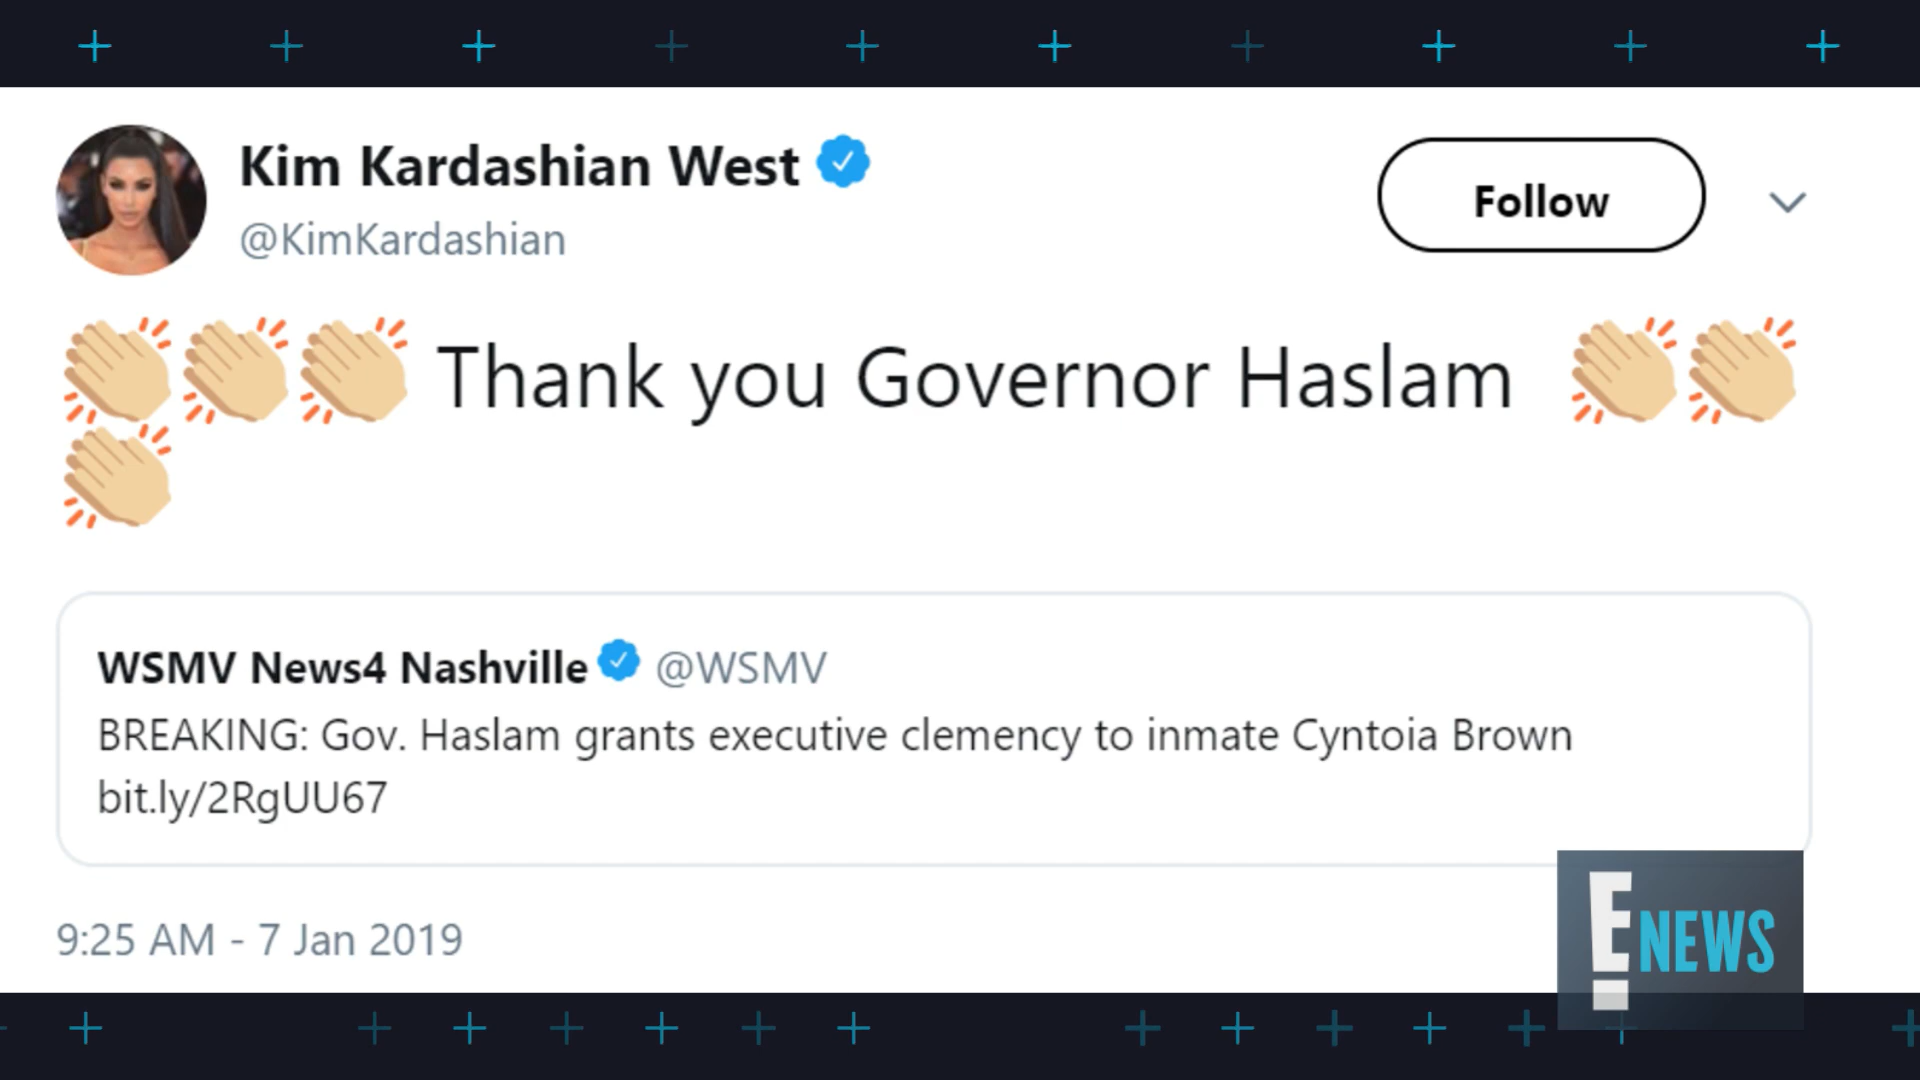 Kim Kardashian West
@KimKardashian
Follow
👏🏼👏🏼👏🏼 Thank you Governor Haslam 👏🏼👏🏼
👏🏼
WSMV News4 Nashville @WSMV
BREAKING: Gov. Haslam grants executive clemency to inmate Cyntoia Brown
bit.ly/2RgUU67
9:25 AM - 7 Jan 2019
E! NEWS